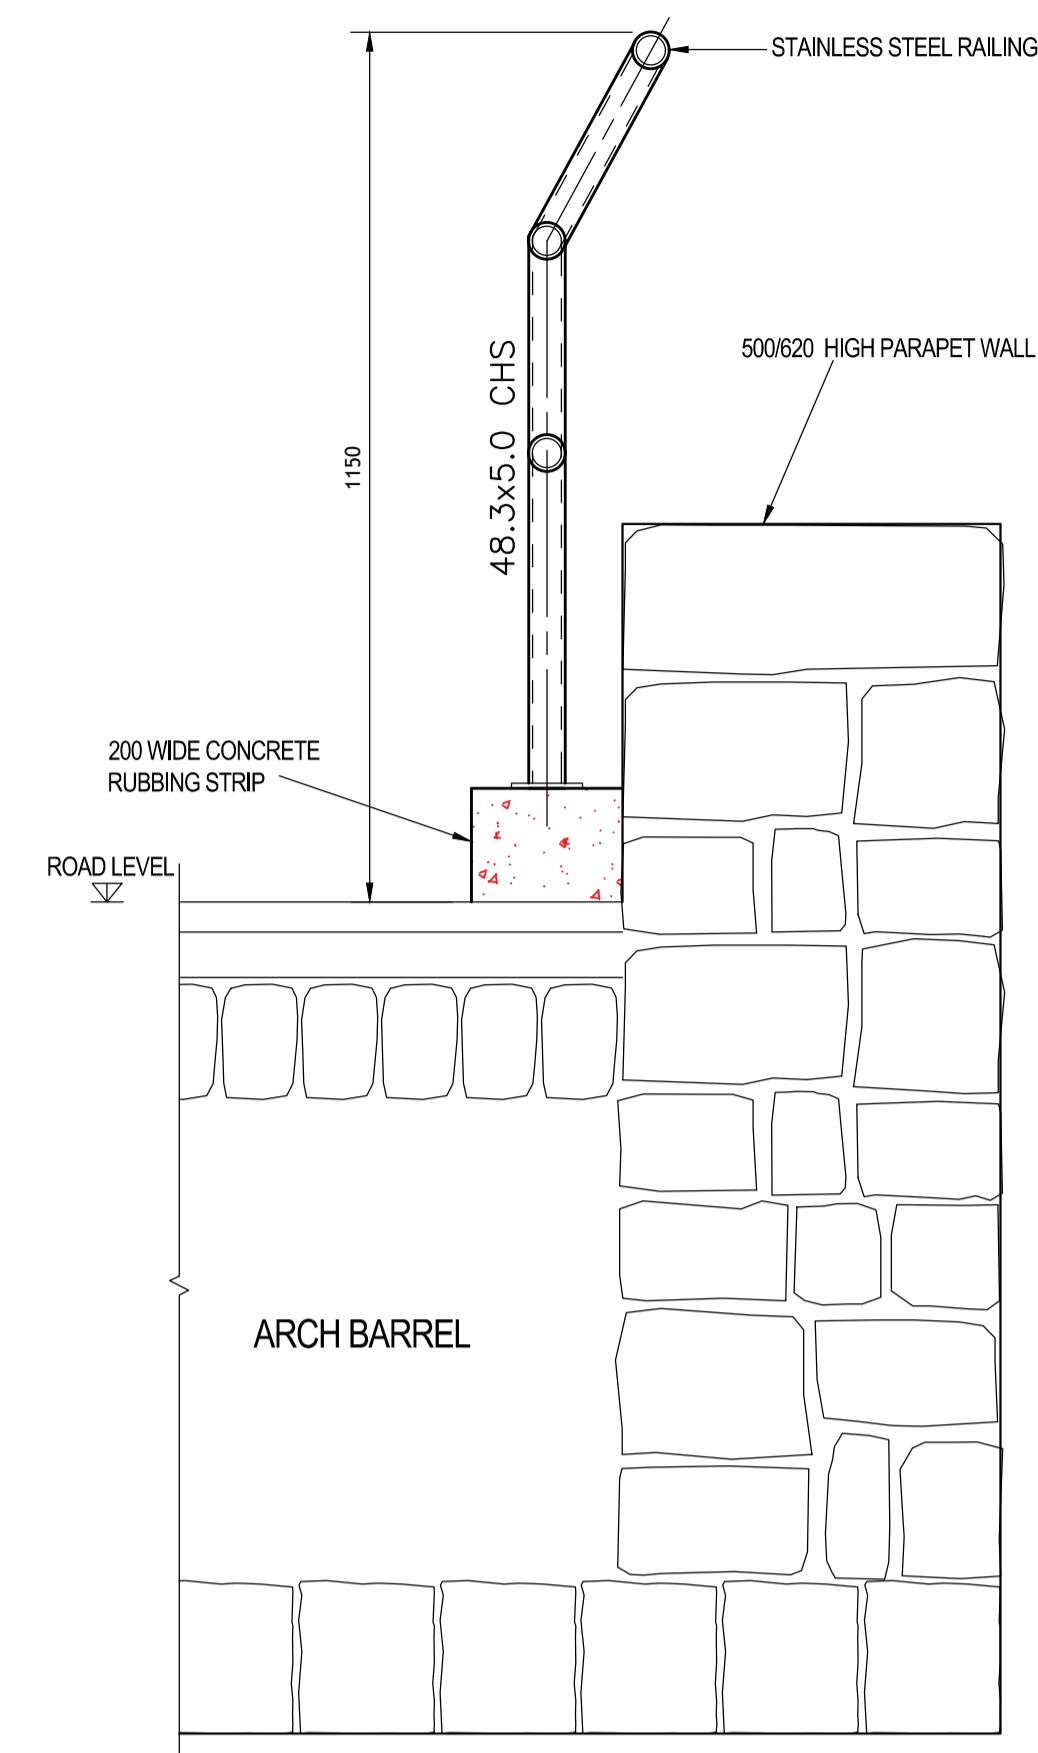 STAINLESS STEEL RAILING
500/620 HIGH PARAPET WALL
48.3x5.0 CHS
1150
200 WIDE CONCRETE
RUBBING STRIP
ROAD LEVEL
ARCH BARREL